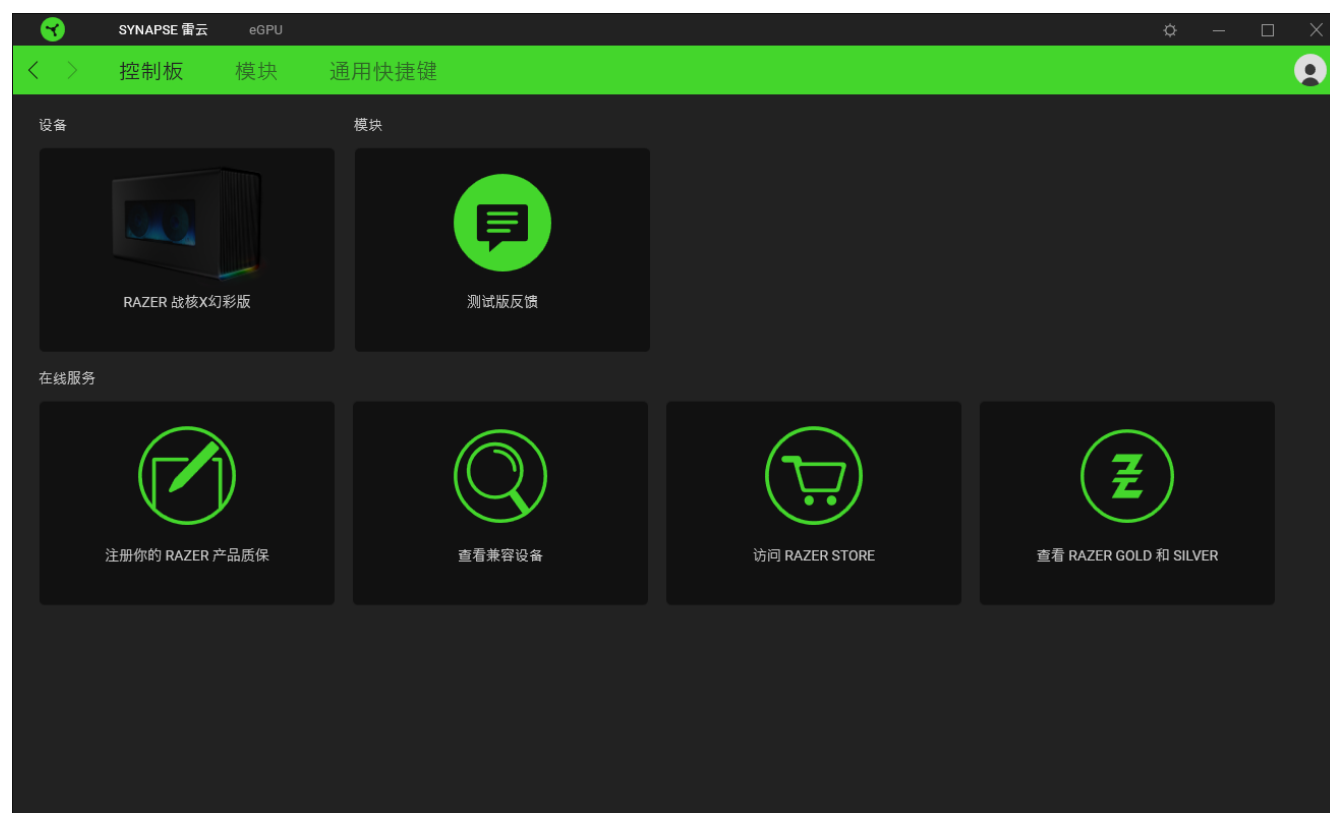 SYNAPSE 雷云 eGPU
控制板 模块 通用快捷键
设备 模块
RAZER 战核X幻彩版 测试版反馈
在线服务
注册你的 RAZER 产品质保 查看兼容设备 访问 RAZER STORE 查看 RAZER GOLD 和 SILVER